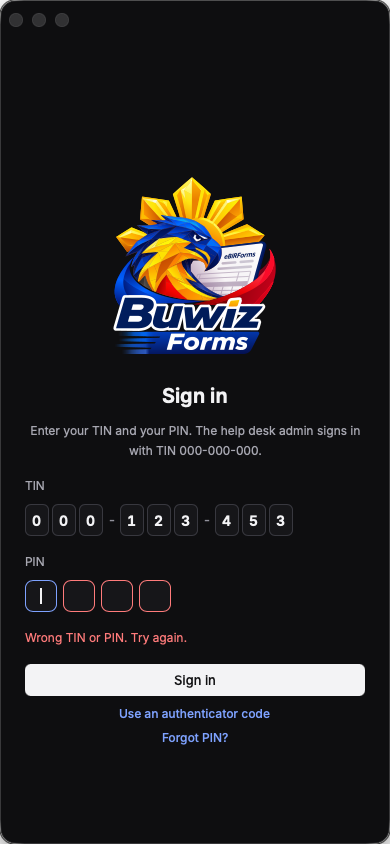 eBIRForms
Buwiz
Forms
Sign in
Enter your TIN and your PIN. The help desk admin signs in
with TIN 000-000-000.
TIN
0 0 0 - 1 2 3 - 4 5 3
PIN
Wrong TIN or PIN. Try again.
Sign in
Use an authenticator code
Forgot PIN?